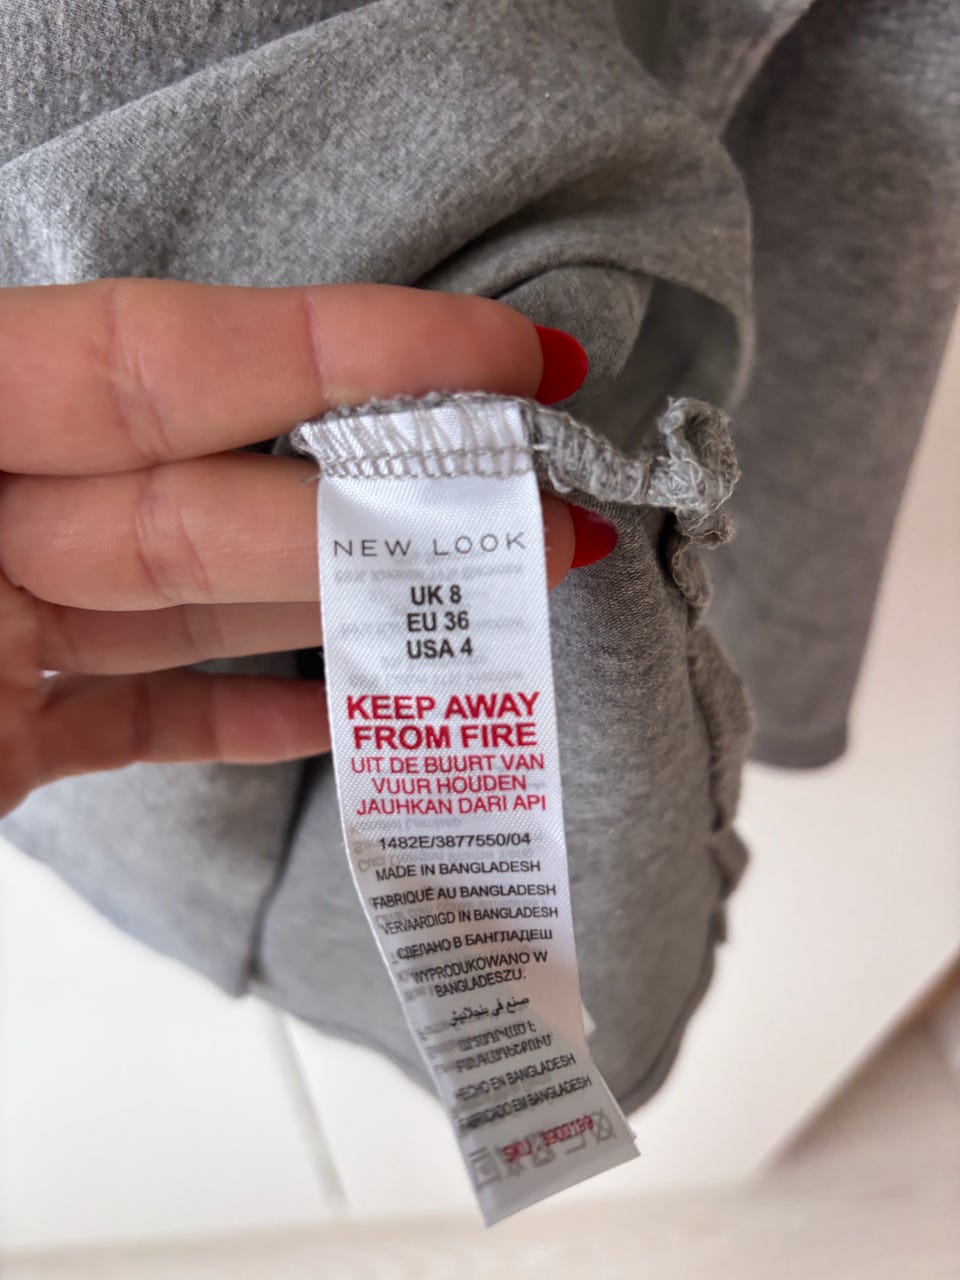 NEW LOOK
UK 8
EU 36
USA 4
KEEP AWAY
FROM FIRE
UIT DE BUURT VAN
VUUR HOUDEN
JAUHKAN DARI API
1482E/3877550/04
MADE IN BANGLADESH
FABRIQUÉ AU BANGLADESH
VERVAARDIGD IN BANGLADESH
СДЕЛАНО В БАНГЛАДЕШ
WYPRODUKOWANO W
BANGLADESZU.
صنع في بنجلاديش
HECHO EN BANGLADESH
FABRICADO EM BANGLADESH